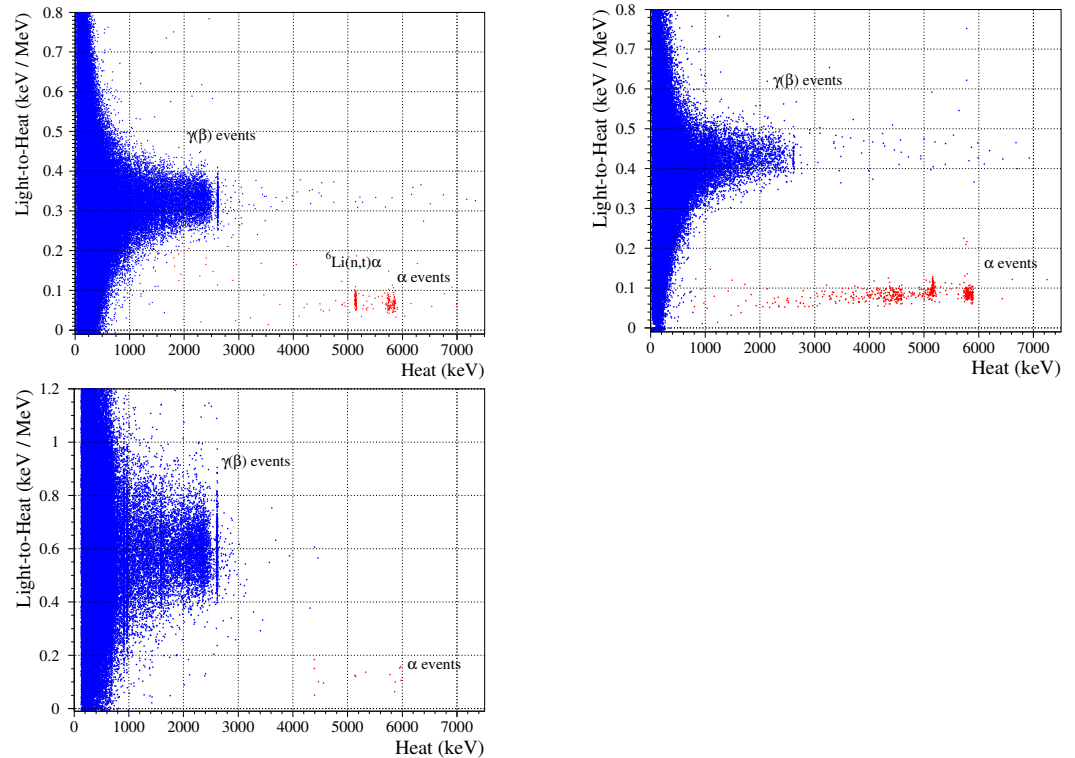 Light-to-Heat (keV / MeV)
0.8
0.7
0.6
0.5
0.4
0.3
0.2
0.1
0
γ(β) events
⁶Li(n,t)α
α events
0 1000 2000 3000 4000 5000 6000 7000
Heat (keV)
Light-to-Heat (keV / MeV)
0.8
0.7
0.6
0.5
0.4
0.3
0.2
0.1
0
γ(β) events
α events
0 1000 2000 3000 4000 5000 6000 7000
Heat (keV)
Light-to-Heat (keV / MeV)
1.2
1
0.8
0.6
0.4
0.2
0
γ(β) events
α events
0 1000 2000 3000 4000 5000 6000 7000
Heat (keV)